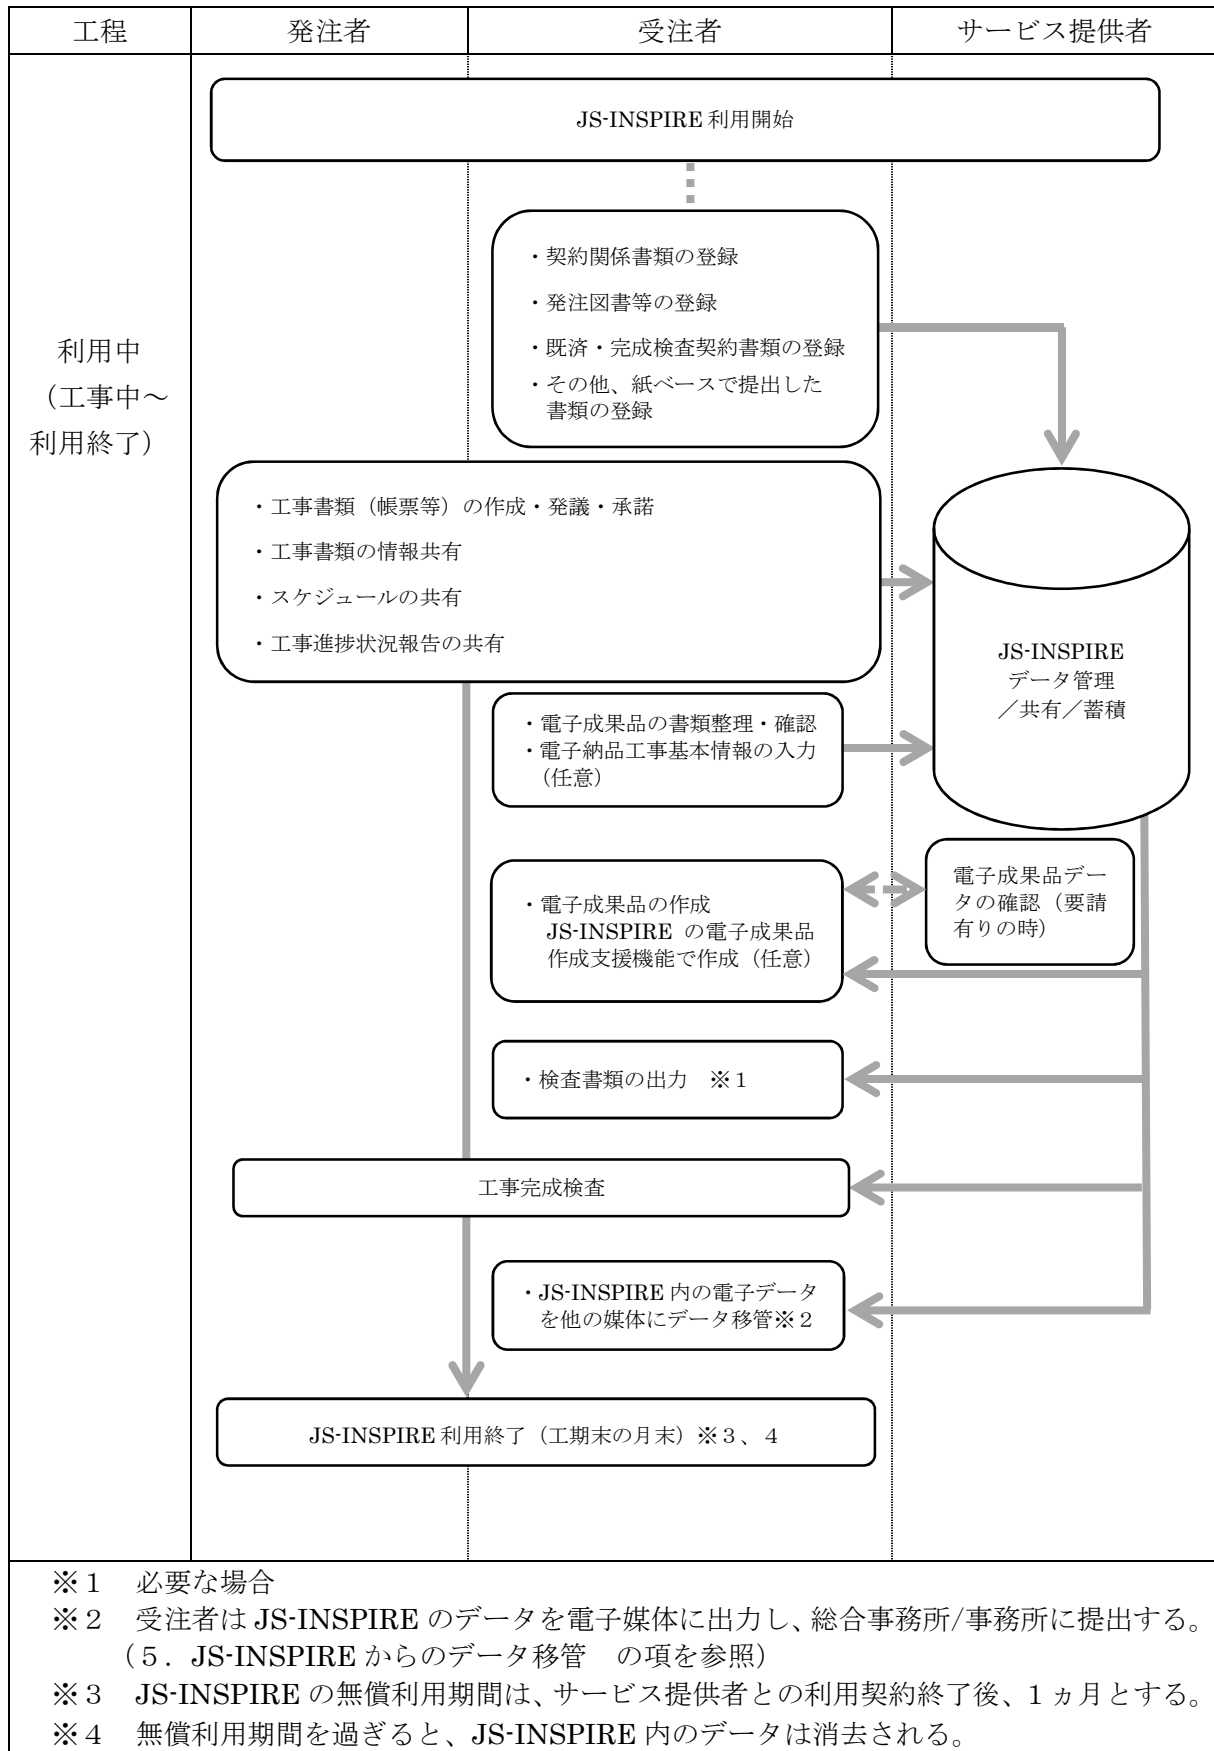 工程
発注者
受注者
サービス提供者
JS-INSPIRE 利用開始
・契約関係書類の登録
・発注図書等の登録
・既済・完成検査契約書類の登録
・その他、紙ベースで提出した
書類の登録
利用中
（工事中～
利用終了）
・工事書類（帳票等）の作成・発議・承諾
・工事書類の情報共有
・スケジュールの共有
・工事進捗状況報告の共有
JS-INSPIRE
データ管理
／共有／蓄積
・電子成果品の書類整理・確認
・電子納品工事基本情報の入力
（任意）
電子成果品デー
タの確認（要請
有りの時）
・電子成果品の作成
JS-INSPIRE の電子成果品
作成支援機能で作成（任意）
・検査書類の出力　※１
工事完成検査
・JS-INSPIRE 内の電子データ
を他の媒体にデータ移管※２
JS-INSPIRE 利用終了（工期末の月末）※３、４
※１　必要な場合
※２　受注者は JS-INSPIRE のデータを電子媒体に出力し、総合事務所/事務所に提出する。
（５．JS-INSPIRE からのデータ移管　の項を参照）
※３　JS-INSPIRE の無償利用期間は、サービス提供者との利用契約終了後、１ヵ月とする。
※４　無償利用期間を過ぎると、JS-INSPIRE 内のデータは消去される。